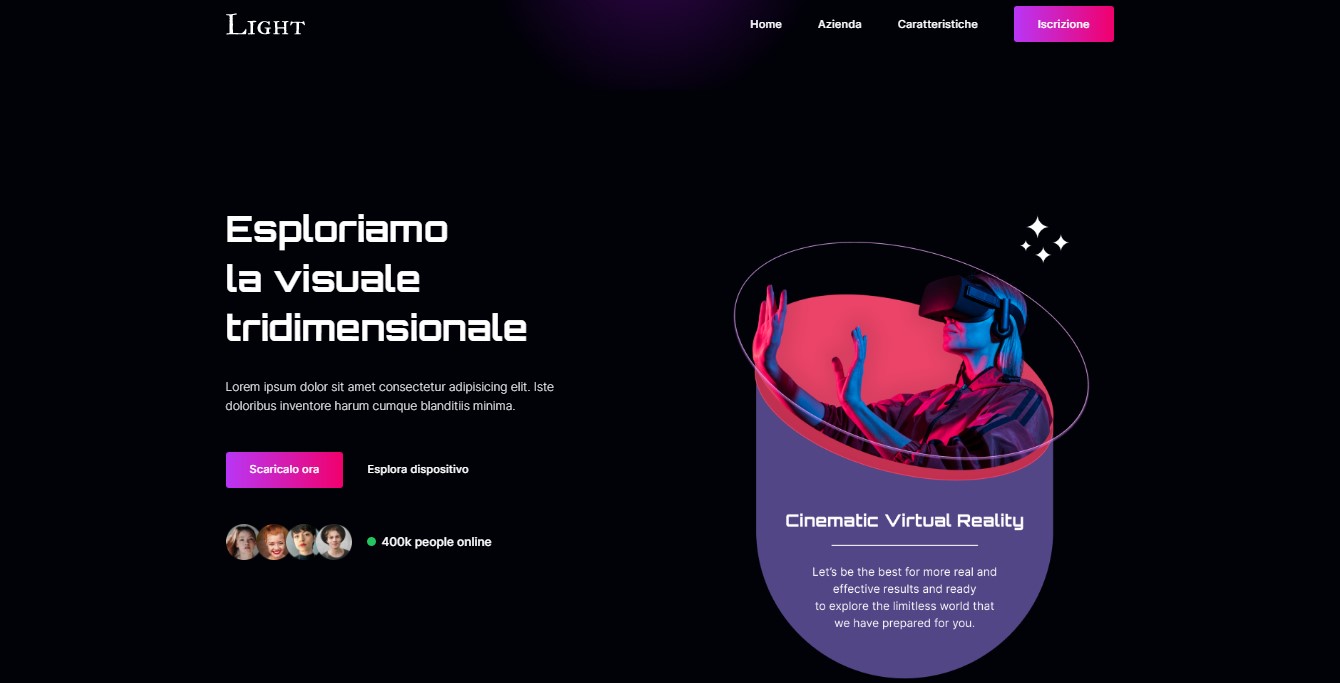 Light
Home
Azienda
Caratteristiche
Iscrizione
Esploriamo
la visuale
tridimensionale
Lorem ipsum dolor sit amet consectetur adipisicing elit. Iste
doloribus inventore harum cumque blanditiis minima.
Scaricalo ora
Esplora dispositivo
400k people online
Cinematic Virtual Reality
Let's be the best for more real and
effective results and ready
to explore the limitless world that
we have prepared for you.